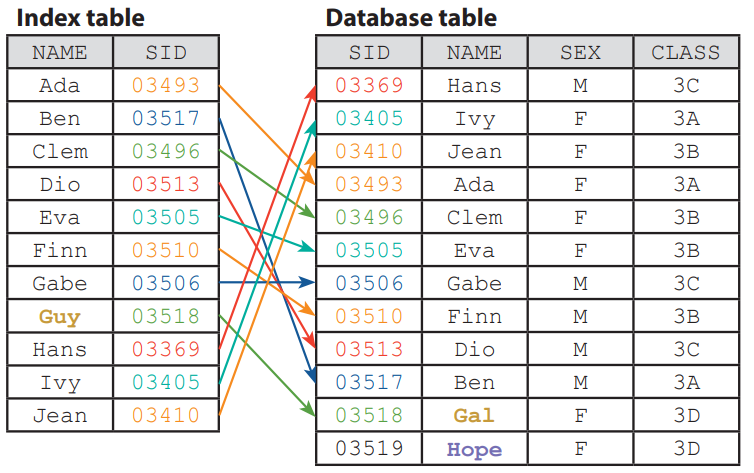 Index table Database table
NAME SID SID NAME SEX CLASS
Ada 03493 03369 Hans M 3C
Ben 03517 03405 Ivy F 3A
Clem 03496 03410 Jean F 3B
Dio 03513 03493 Ada F 3A
Eva 03505 03496 Clem F 3B
Finn 03510 03505 Eva F 3B
Gabe 03506 03506 Gabe M 3C
Guy 03518 03510 Finn M 3B
Hans 03369 03513 Dio M 3C
Ivy 03405 03517 Ben M 3A
Jean 03410 03518 Gal F 3D
03519 Hope F 3D